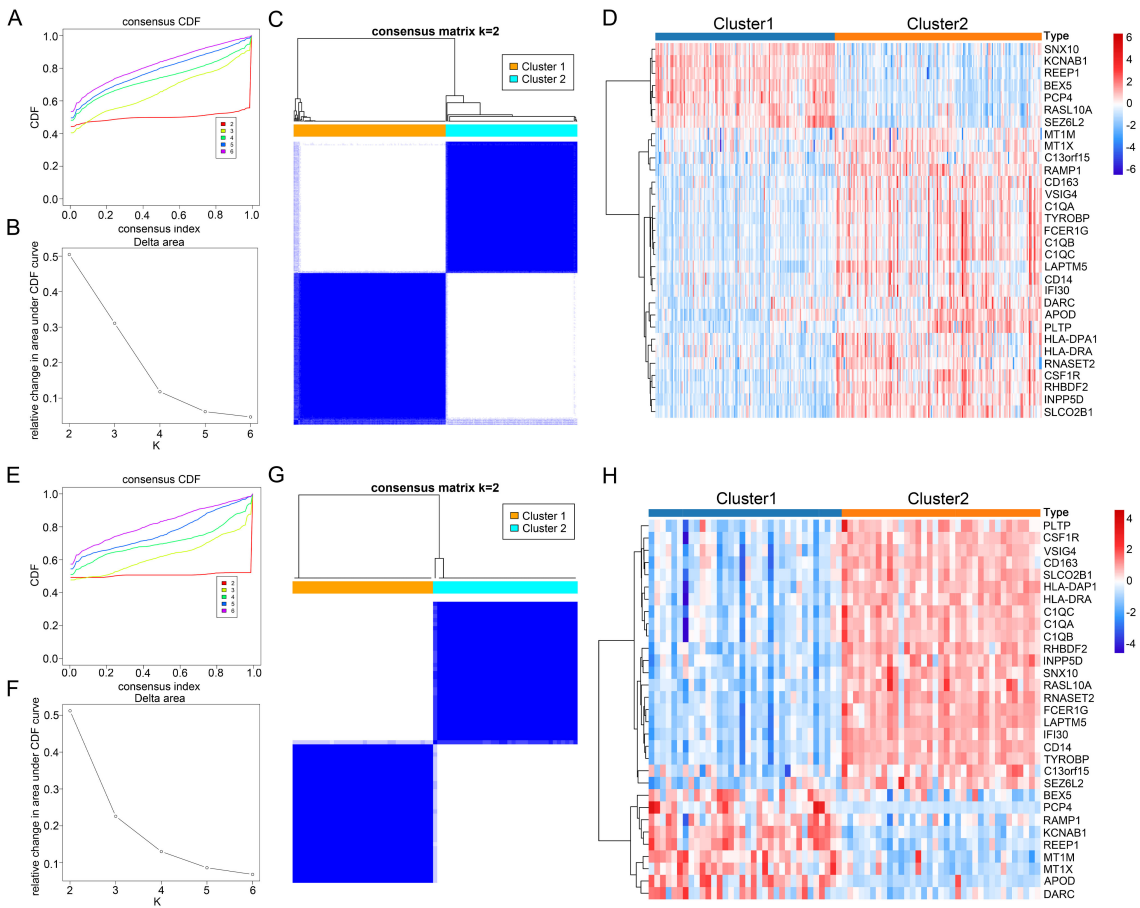 A
consensus CDF
CDF
1.0
0.8
0.6
0.4
0.2
0.0
2
3
4
5
6
0.0 0.2 0.4 0.6 0.8 1.0
consensus index
B
Delta area
relative change in area under CDF curve
0.5
0.4
0.3
0.2
0.1
2 3 4 5 6
K
C
consensus matrix k=2
Cluster 1
Cluster 2
D
Cluster1 Cluster2
Type
SNX10
KCNAB1
REEP1
BEX5
PCP4
RASL10A
SEZ6L2
MT1M
MT1X
C13orf15
RAMP1
CD163
VSIG4
C1QA
TYROBP
FCER1G
C1QB
C1QC
LAPTM5
CD14
IFI30
DARC
APOD
PLTP
HLA-DPA1
HLA-DRA
RNASET2
CSF1R
RHBDF2
INPP5D
SLCO2B1
6
4
2
0
-2
-4
-6
E
consensus CDF
CDF
1.0
0.8
0.6
0.4
0.2
0.0
2
3
4
5
6
0.0 0.2 0.4 0.6 0.8 1.0
consensus index
F
Delta area
relative change in area under CDF curve
0.5
0.4
0.3
0.2
0.1
2 3 4 5 6
K
G
consensus matrix k=2
Cluster 1
Cluster 2
H
Cluster1 Cluster2
Type
PLTP
CSF1R
VSIG4
CD163
SLCO2B1
HLA-DAP1
HLA-DRA
C1QC
C1QA
C1QB
RHBDF2
INPP5D
SNX10
RASL10A
RNASET2
FCER1G
LAPTM5
IFI30
CD14
TYROBP
C13orf15
SEZ6L2
BEX5
PCP4
RAMP1
KCNAB1
REEP1
MT1M
MT1X
APOD
DARC
4
2
0
-2
-4